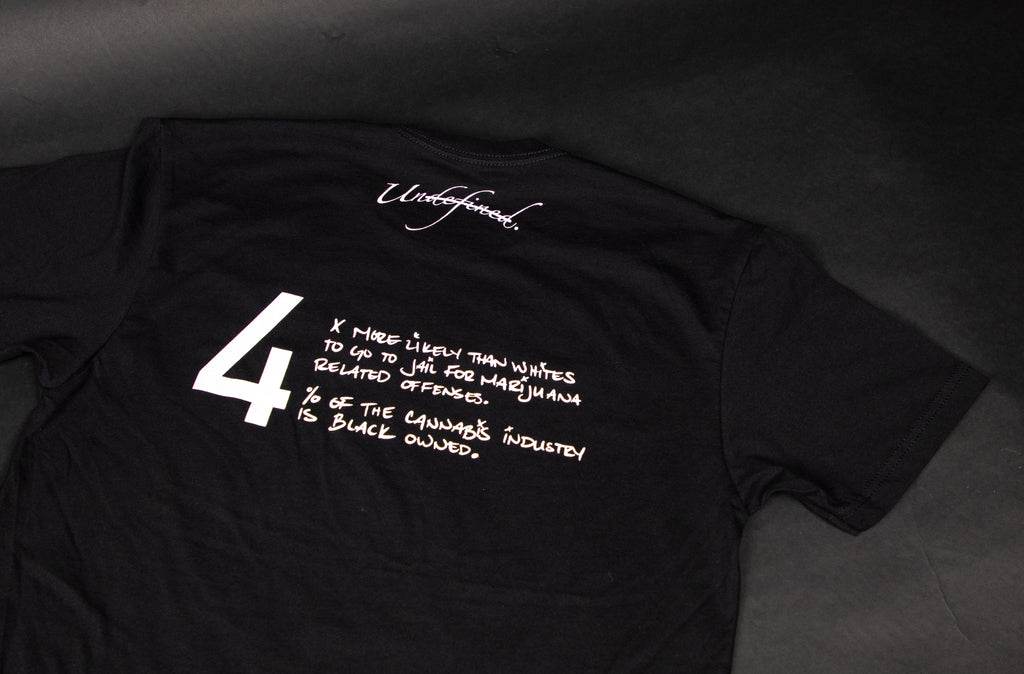 Undefined.
4
X MORE LIKELY THAN WHITES
TO GO TO JAIL FOR MARIJUANA
RELATED OFFENSES.
% OF THE CANNABIS INDUSTRY
IS BLACK OWNED.